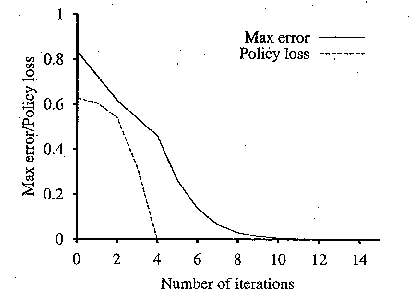 Max error/Policy loss
1
0.8
0.6
0.4
0.2
0
Max error
Policy loss
0 2 4 6 8 10 12 14
Number of iterations